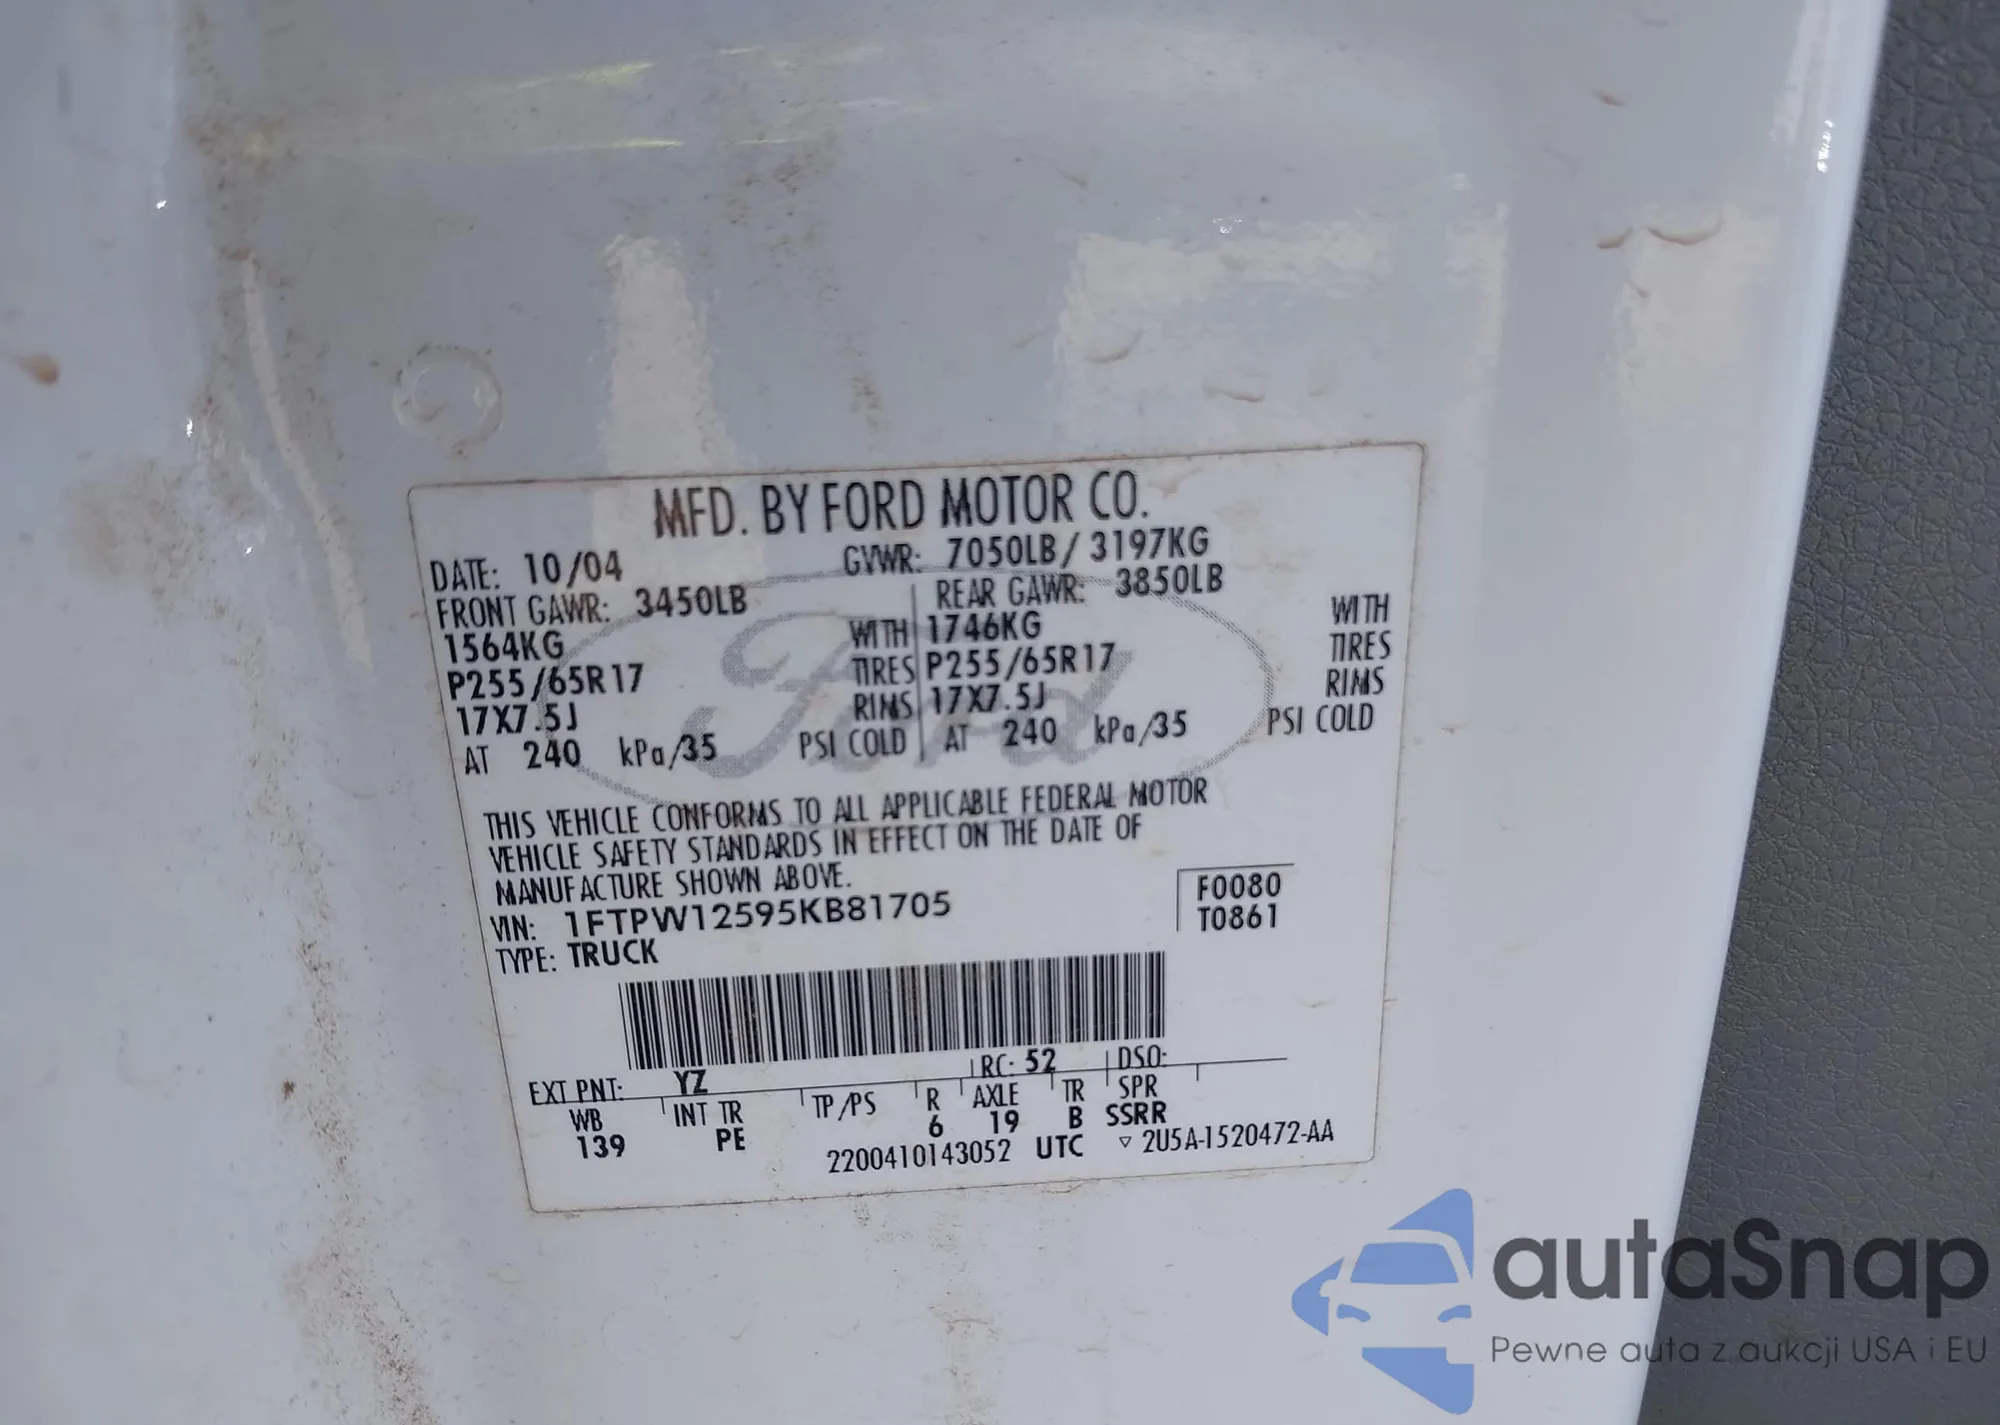 MFD. BY FORD MOTOR CO.
DATE: 10/04 GVWR: 7050LB / 3197KG
FRONT GAWR: 3450LB REAR GAWR: 3850LB
1564KG WITH 1746KG WITH
P255/65R17 TIRES P255/65R17 TIRES
17X7.5J RIMS 17X7.5J RIMS
AT 240 kPa/35 PSI COLD AT 240 kPa/35 PSI COLD
Ford
THIS VEHICLE CONFORMS TO ALL APPLICABLE FEDERAL MOTOR
VEHICLE SAFETY STANDARDS IN EFFECT ON THE DATE OF
MANUFACTURE SHOWN ABOVE.
VIN: 1FTPW12595KB81705
F0080
TYPE: TRUCK
T0861
EXT PNT: YZ RC: 52 DSO:
WB INT TR TP/PS R AXLE TR SPR
139 PE 6 19 B SSRR
2200410143052 UTC ▿ 2U5A-1520472-AA
autaSnap
Pewne auta z aukcji USA i EU